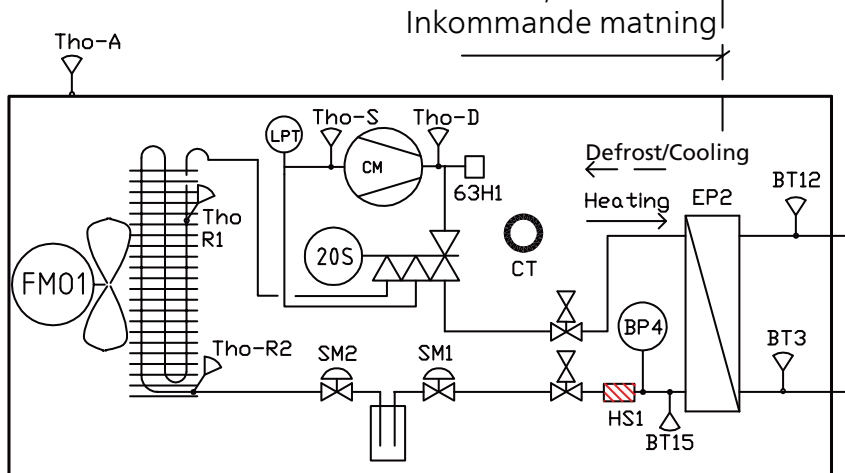 Inkommande matning
Tho-A
LPT
Tho-S
Tho-D
CM
63H1
Defrost/Cooling
Heating
EP2
BT12
Tho
R1
20S
CT
FM01
BP4
BT3
Tho-R2
SM2
SM1
HS1
BT15